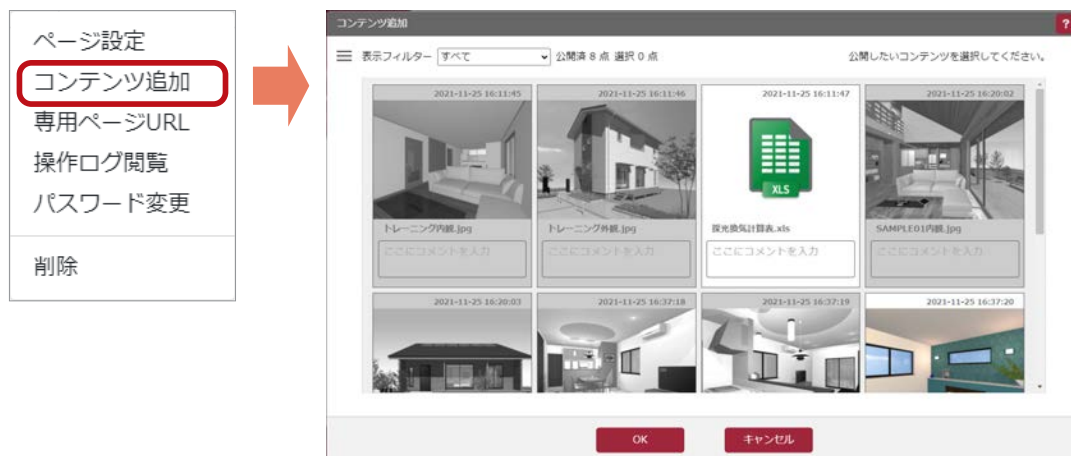 ページ設定
コンテンツ追加
専用ページURL
操作ログ閲覧
パスワード変更
削除
コンテンツ追加
?
表示フィルター すべて 公開済 8 点 選択 0 点 公開したいコンテンツを選択してください。
2021-11-25 16:11:45 2021-11-25 16:11:46 2021-11-25 16:11:47 2021-11-25 16:20:02
XLS
トレーニング内観.jpg トレーニング外観.jpg 採光換気計算表.xls SAMPLE01内観.jpg
ここにコメントを入力 ここにコメントを入力 ここにコメントを入力 ここにコメントを入力
2021-11-25 16:20:03 2021-11-25 16:37:18 2021-11-25 16:37:19 2021-11-25 16:37:20
OK キャンセル